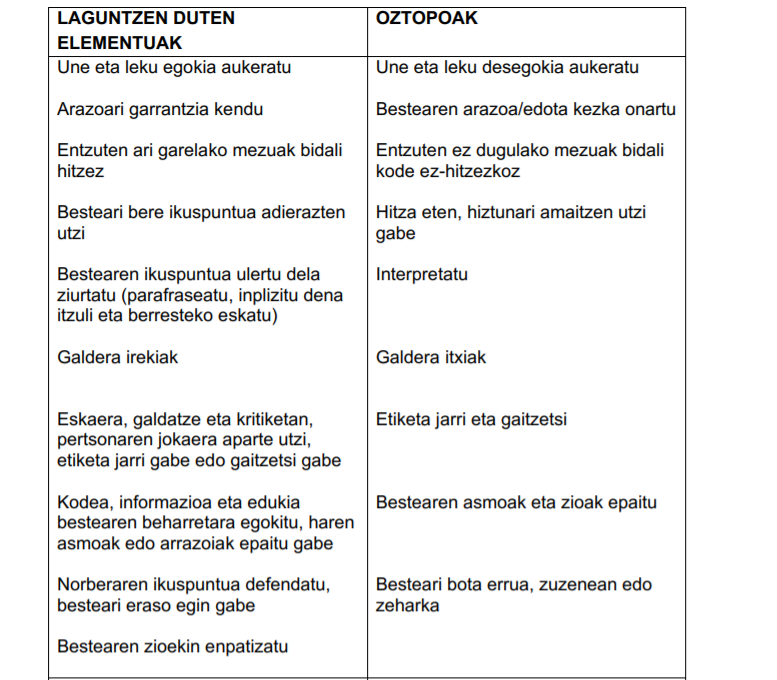 LAGUNTZEN DUTEN
ELEMENTUAK
OZTOPOAK
Une eta leku egokia aukeratu
Une eta leku desegokia aukeratu
Arazoari garrantzia kendu
Bestearen arazoa/edota kezka onartu
Entzuten ari garelako mezuak bidali
hitzez
Entzuten ez dugulako mezuak bidali
kode ez-hitzezkoz
Besteari bere ikuspuntua adierazten
utzi
Hitza eten, hiztunari amaitzen utzi
gabe
Bestearen ikuspuntua ulertu dela
ziurtatu (parafraseatu, inplizitu dena
itzuli eta berresteko eskatu)
Interpretatu
Galdera irekiak
Galdera itxiak
Eskaera, galdatze eta kritiketan,
pertsonaren jokaera aparte utzi,
etiketa jarri gabe edo gaitzetsi gabe
Etiketa jarri eta gaitzetsi
Kodea, informazioa eta edukia
bestearen beharretara egokitu, haren
asmoak edo arrazoiak epaitu gabe
Bestearen asmoak eta zioak epaitu
Norberaren ikuspuntua defendatu,
besteari eraso egin gabe
Besteari bota errua, zuzenean edo
zeharka
Bestearen zioekin enpatizatu